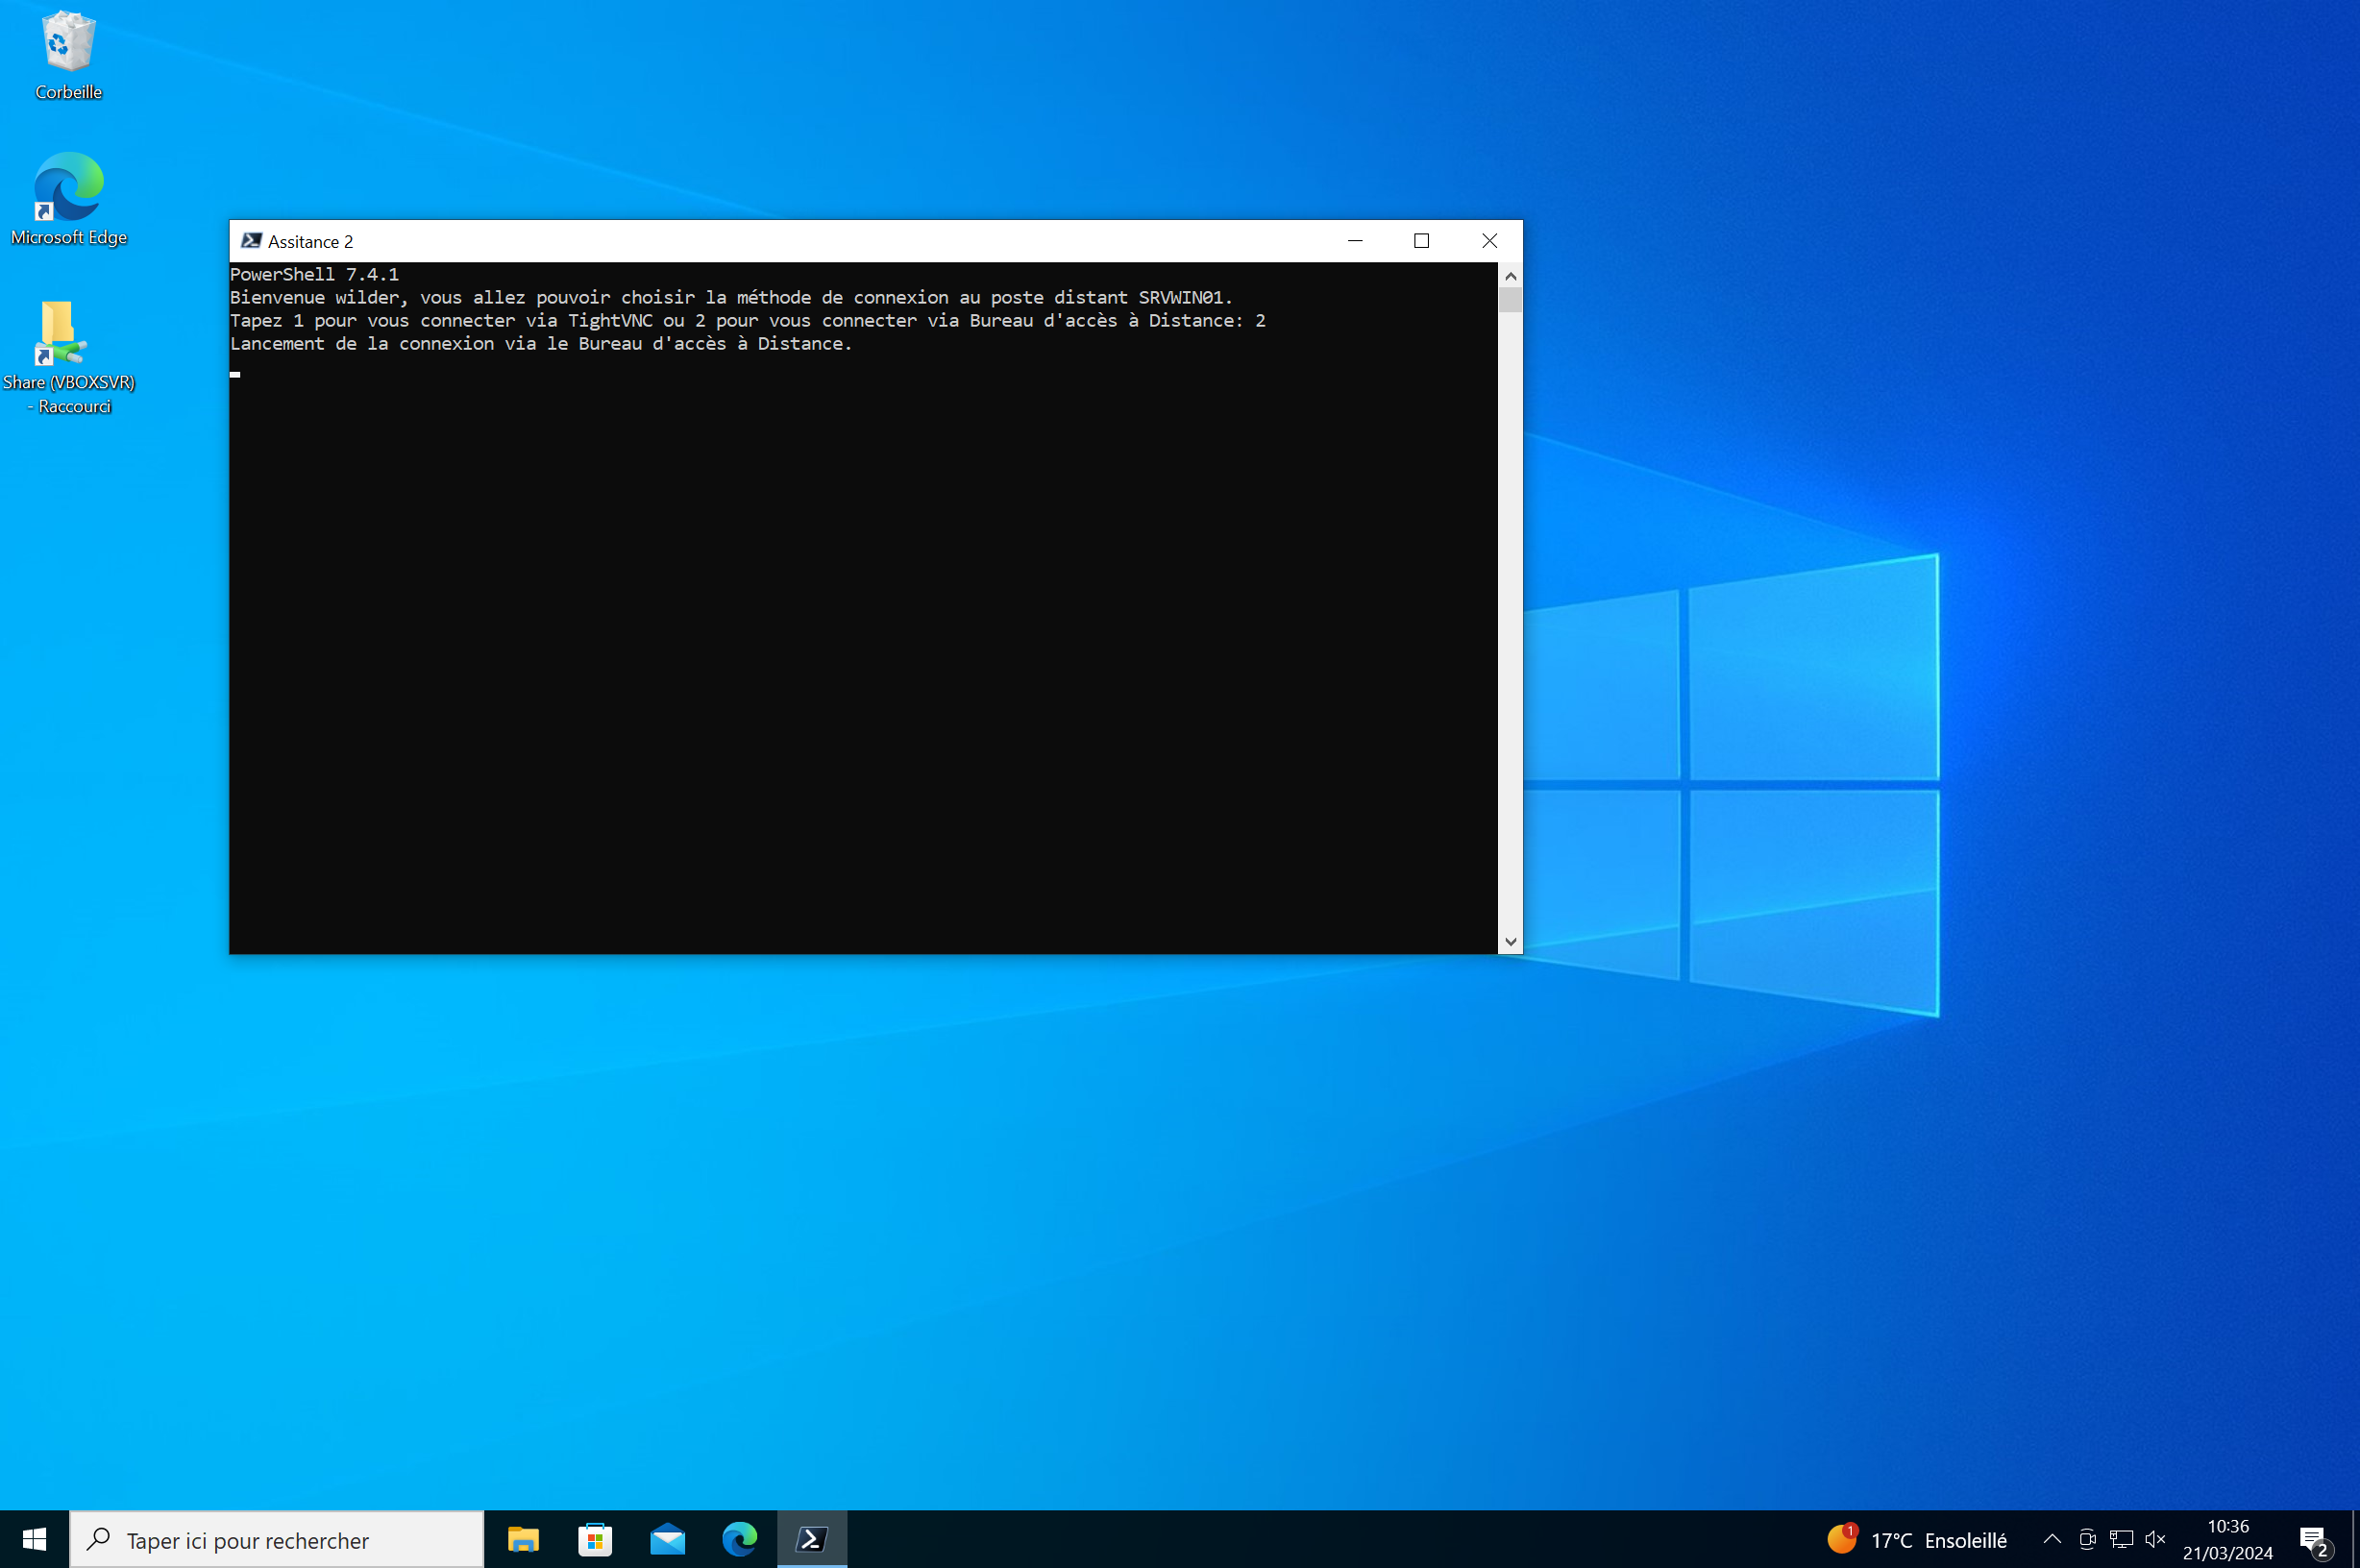 Corbeille
Microsoft Edge
Share (VBOXSVR)
- Raccourci
Assitance 2
PowerShell 7.4.1
Bienvenue wilder, vous allez pouvoir choisir la méthode de connexion au poste distant SRVWIN01.
Tapez 1 pour vous connecter via TightVNC ou 2 pour vous connecter via Bureau d'accès à Distance: 2
Lancement de la connexion via le Bureau d'accès à Distance.
Taper ici pour rechercher
1
17°C Ensoleillé
10:36
21/03/2024
2